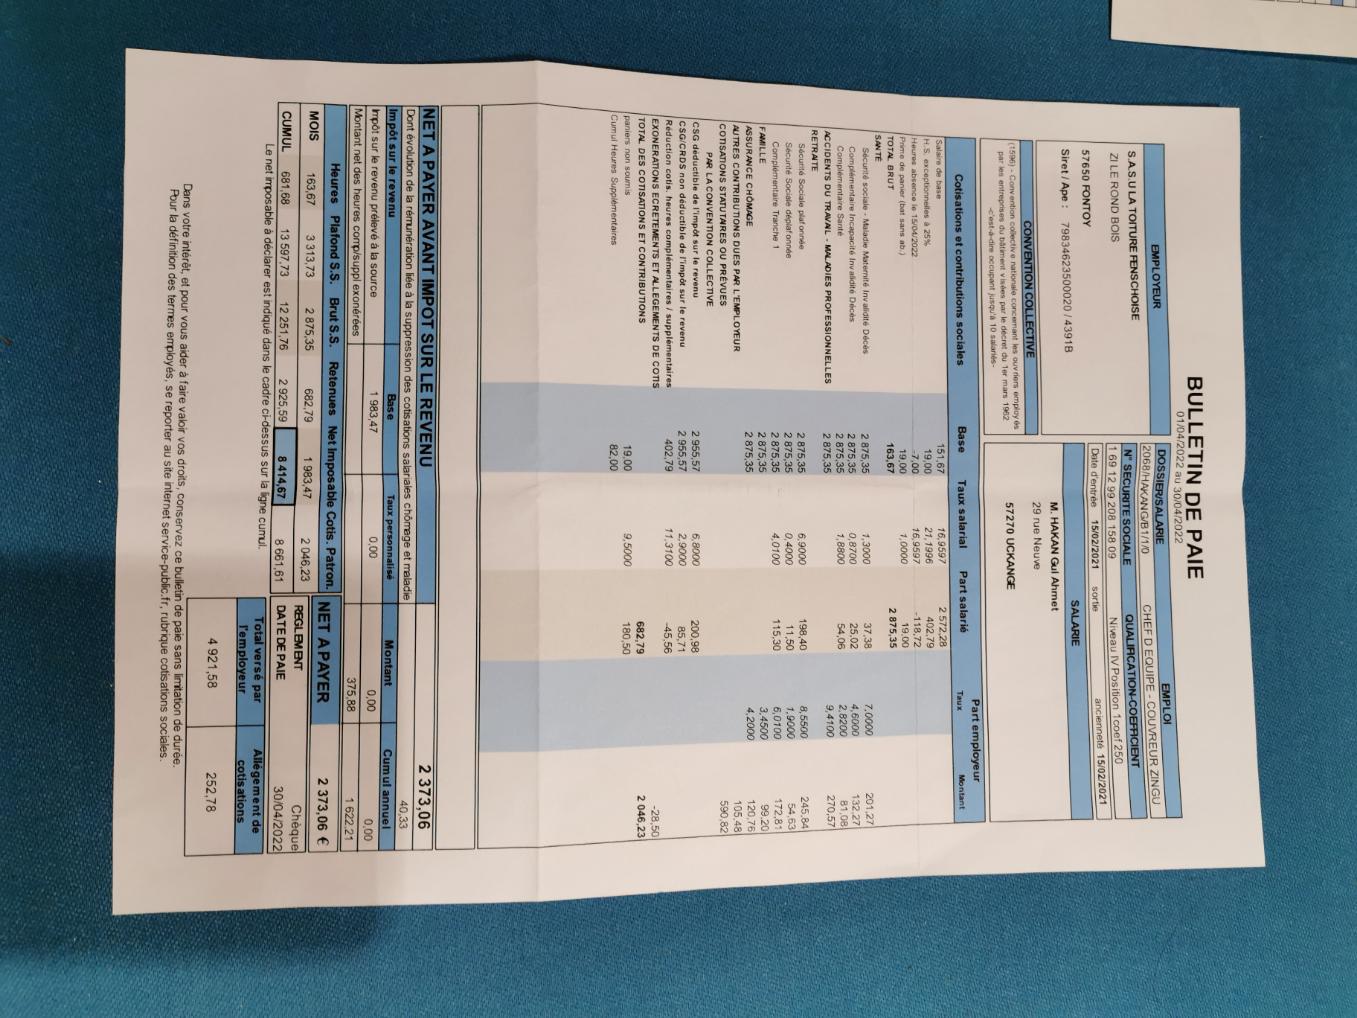 BULLETIN DE PAIE
01/04/2022 au 30/04/2022
EMPLOYEUR
S.A.S.U LA TOITURE FENSCHOISE
ZI LE ROND BOIS
57650 FONTOY
Siret / Ape : 79834623500020 / 4391B
CONVENTION COLLECTIVE
(1596) - Convention collective nationale concernant les ouvriers employés
par les entreprises du bâtiment visées par le décret du 1er mars 1962
-c'est-à-dire occupant jusqu'à 10 salariés-
DOSSIER/SALARIE EMPLOI
2068/HAKANG/B1/1/0 CHEF D EQUIPE - COUVREUR ZINGU
N° SECURITE SOCIALE QUALIFICATION-COEFFICIENT
1 69 12 99 208 158 09 Niveau IV Position 1coef 250
Date d'entrée 15/02/2021 sortie ancienneté 15/02/2021
SALARIE
M. HAKAN Gul Ahmet
29 rue Neuve
57270 UCKANGE
Cotisations et contributions sociales Base Taux salarial Part salarié Part employeur
Taux Montant
Salaire de base 151,67 16,9597 2 572,28
H.S. exceptionnelles à 25% 19,00 21,1996 402,79
Heures absence le 15/04/2022 -7,00 16,9597 -118,72
Prime de panier (bat sans ab.) 19,00 1,0000 19,00
TOTAL BRUT 163,67 2 875,35
SANTÉ
Sécurité sociale - Maladie Maternité Invalidité Décès 2 875,35 1,3000 37,38 7,0000 201,27
Complémentaire Incapacité Invalidité Décès 2 875,35 0,8700 25,02 4,6000 132,27
Complémentaire Santé 2 875,35 1,8800 54,06 2,8200 81,08
ACCIDENTS DU TRAVAIL - MALADIES PROFESSIONNELLES 2 875,35 9,4100 270,57
RETRAITE
Sécurité Sociale plafonnée 2 875,35 6,9000 198,40 8,5500 245,84
Sécurité Sociale déplafonnée 2 875,35 0,4000 11,50 1,9000 54,63
Complémentaire Tranche 1 2 875,35 4,0100 115,30 6,0100 172,81
FAMILLE 2 875,35 3,4500 99,20
ASSURANCE CHÔMAGE 2 875,35 4,2000 120,76
AUTRES CONTRIBUTIONS DUES PAR L'EMPLOYEUR 105,48
COTISATIONS STATUTAIRES OU PRÉVUES 590,82
PAR LA CONVENTION COLLECTIVE
CSG déductible de l'impôt sur le revenu 2 955,57 6,8000 200,98
CSG/CRDS non déductible de l'impôt sur le revenu 2 955,57 2,9000 85,71
Réduction cotis. heures complémentaires / supplémentaires 402,79 11,3100 -45,56
EXONERATIONS ECRETEMENTS ET ALLEGEMENTS DE COTIS -28,50
TOTAL DES COTISATIONS ET CONTRIBUTIONS 682,79 2 046,23
paniers non soumis 19,00 9,5000 180,50
Cumul Heures Supplémentaires 82,00
NET A PAYER AVANT IMPOT SUR LE REVENU 2 373,06
Dont évolution de la rémunération liée à la suppression des cotisations salariales chômage et maladie 40,33
Impôt sur le revenu Base Taux personnalisé Montant Cumul annuel
Impôt sur le revenu prélevé à la source 1 983,47 0,00 0,00 0,00
Montant net des heures comp/suppl exonérées 375,88 1 622,21
Heures Plafond S.S. Brut S.S. Retenues Net Imposable Cotis. Patron.
MOIS 163,67 3 313,73 2 875,35 682,79 1 983,47 2 046,23
CUMUL 681,68 13 597,73 12 251,76 2 925,59 8 414,67 8 661,61
Le net imposable à déclarer est indiqué dans le cadre ci-dessus sur la ligne cumul.
NET A PAYER 2 373,06 €
REGLEMENT Chèque
DATE DE PAIE 30/04/2022
Total versé par l'employeur Allégement de cotisations
4 921,58 252,78
Dans votre intérêt, et pour vous aider à faire valoir vos droits, conservez ce bulletin de paie sans limitation de durée.
Pour la définition des termes employés, se reporter au site internet service-public.fr, rubrique cotisations sociales.